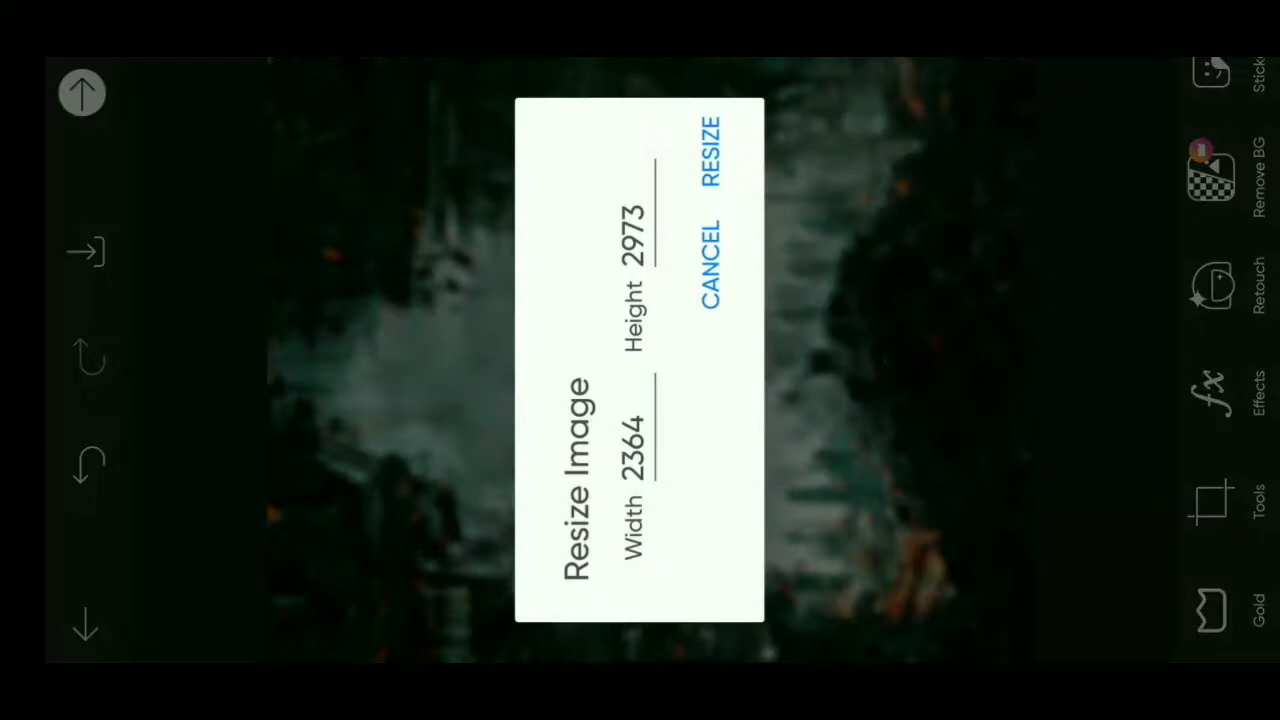 Resize Image
Width 2364 Height 2973
CANCEL RESIZE
Gold
Tools
Effects
Retouch
Remove BG
Stick